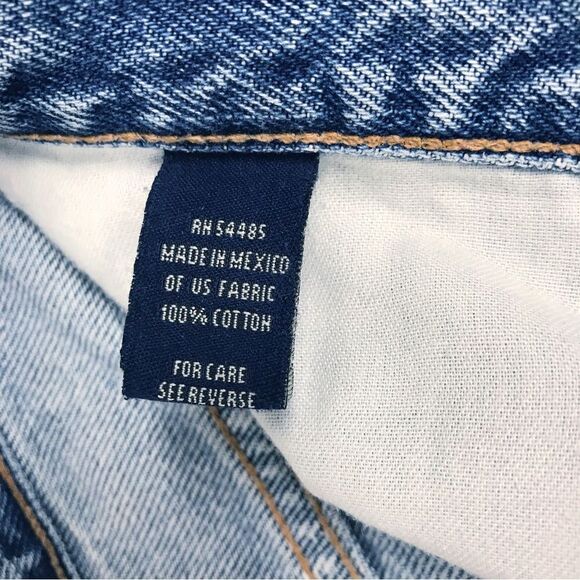 RN 54485
MADE IN MEXICO
OF US FABRIC
100% COTTON
FOR CARE
SEE REVERSE